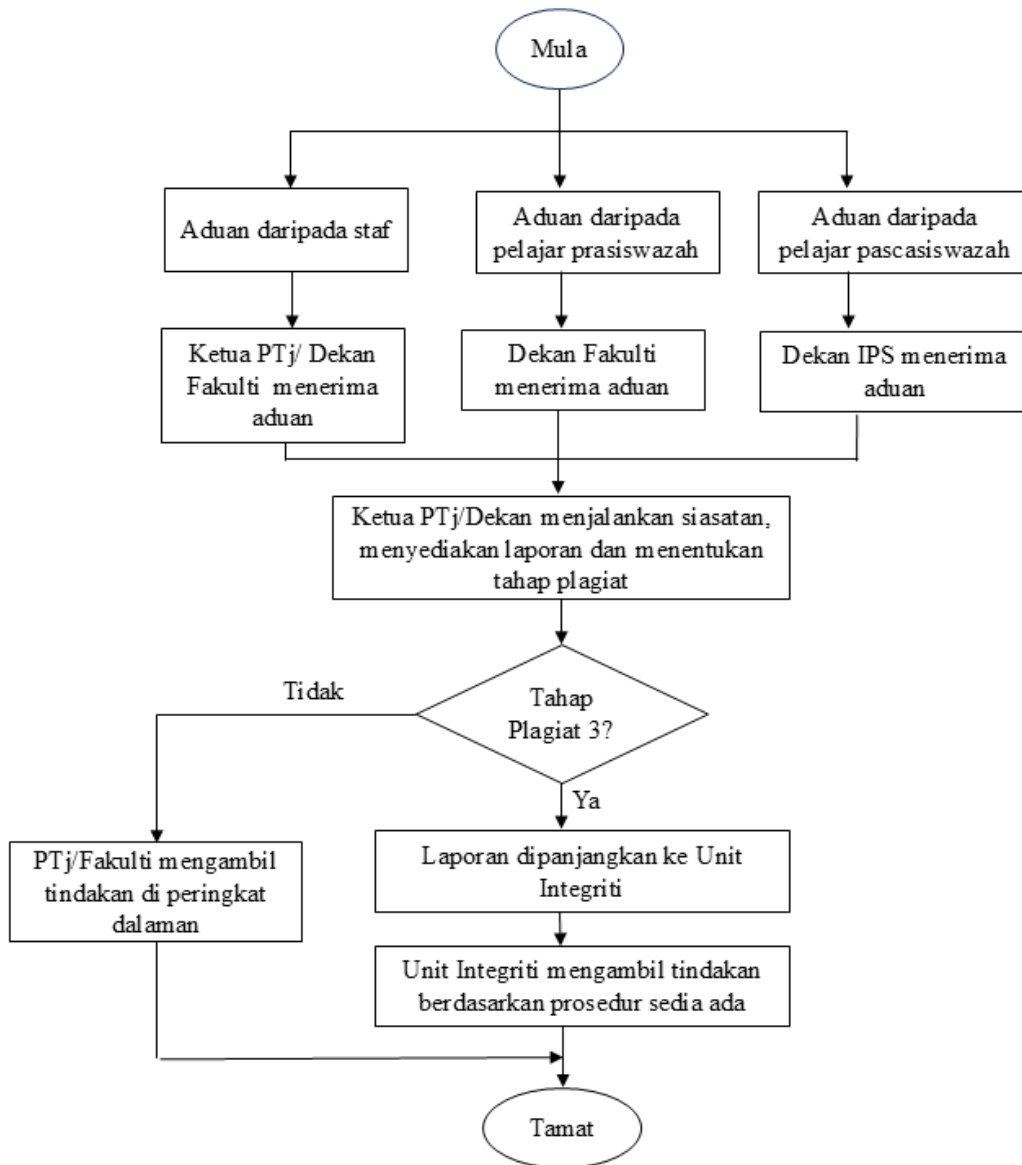 Mula
Aduan daripada staf
Aduan daripada
pelajar prasiswazah
Aduan daripada
pelajar pascasiswazah
Ketua PTj/ Dekan
Fakulti menerima
aduan
Dekan Fakulti
menerima aduan
Dekan IPS menerima
aduan
Ketua PTj/Dekan menjalankan siasatan,
menyediakan laporan dan menentukan
tahap plagiat
Tidak
Tahap
Plagiat 3?
Ya
PTj/Fakulti mengambil
tindakan di peringkat
dalaman
Laporan dipanjangkan ke Unit
Integriti
Unit Integriti mengambil tindakan
berdasarkan prosedur sedia ada
Tamat